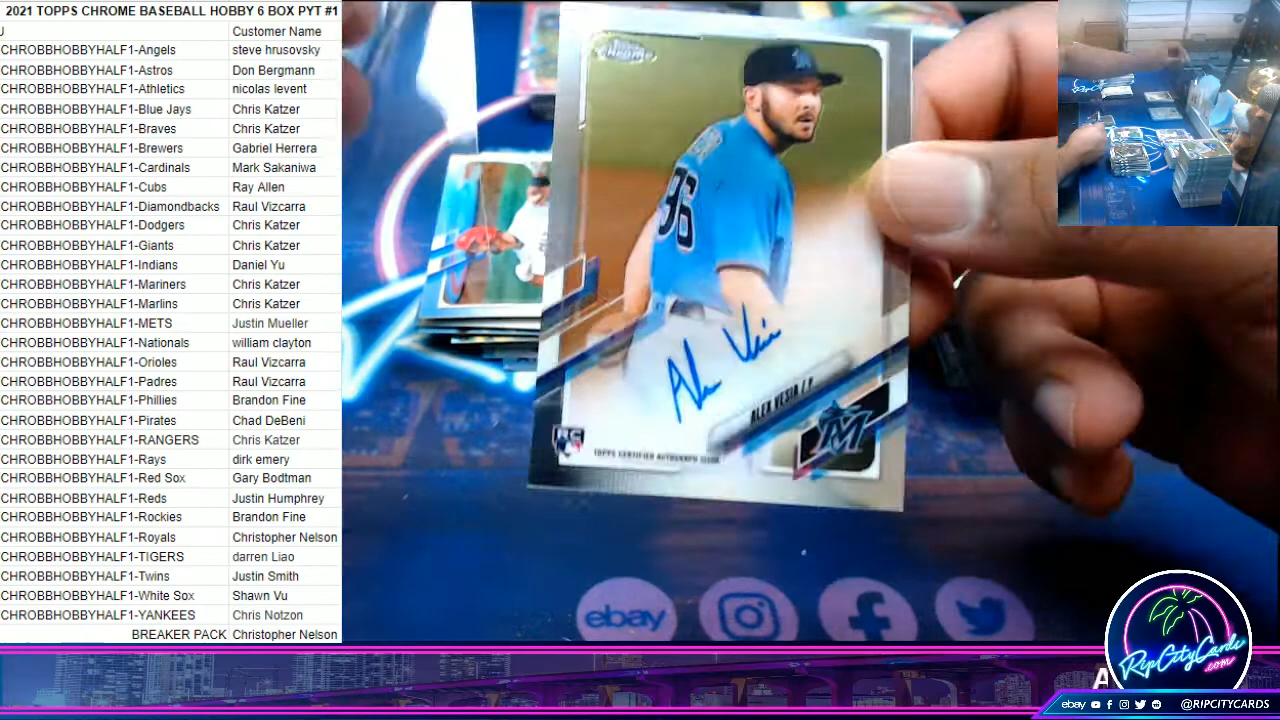 2021 TOPPS CHROME BASEBALL HOBBY 6 BOX PYT #1
Customer Name
CHROBBHOBBYHALF1-Angels steve hrusovsky
CHROBBHOBBYHALF1-Astros Don Bergmann
CHROBBHOBBYHALF1-Athletics nicolas levent
CHROBBHOBBYHALF1-Blue Jays Chris Katzer
CHROBBHOBBYHALF1-Braves Chris Katzer
CHROBBHOBBYHALF1-Brewers Gabriel Herrera
CHROBBHOBBYHALF1-Cardinals Mark Sakaniwa
CHROBBHOBBYHALF1-Cubs Ray Allen
CHROBBHOBBYHALF1-Diamondbacks Raul Vizcarra
CHROBBHOBBYHALF1-Dodgers Chris Katzer
CHROBBHOBBYHALF1-Giants Chris Katzer
CHROBBHOBBYHALF1-Indians Daniel Yu
CHROBBHOBBYHALF1-Mariners Chris Katzer
CHROBBHOBBYHALF1-Marlins Chris Katzer
CHROBBHOBBYHALF1-METS Justin Mueller
CHROBBHOBBYHALF1-Nationals william clayton
CHROBBHOBBYHALF1-Orioles Raul Vizcarra
CHROBBHOBBYHALF1-Padres Raul Vizcarra
CHROBBHOBBYHALF1-Phillies Brandon Fine
CHROBBHOBBYHALF1-Pirates Chad DeBeni
CHROBBHOBBYHALF1-RANGERS Chris Katzer
CHROBBHOBBYHALF1-Rays dirk emery
CHROBBHOBBYHALF1-Red Sox Gary Bodtman
CHROBBHOBBYHALF1-Reds Justin Humphrey
CHROBBHOBBYHALF1-Rockies Brandon Fine
CHROBBHOBBYHALF1-Royals Christopher Nelson
CHROBBHOBBYHALF1-TIGERS darren Liao
CHROBBHOBBYHALF1-Twins Justin Smith
CHROBBHOBBYHALF1-White Sox Shawn Vu
CHROBBHOBBYHALF1-YANKEES Chris Notzon
BREAKER PACK Christopher Nelson
Topps Chrome
96
ALEX VESIA / P
M
RC
TOPPS CERTIFIED AUTOGRAPH ISSUE
ebay
RipCityCards
.com
ebay @RIPCITYCARDS